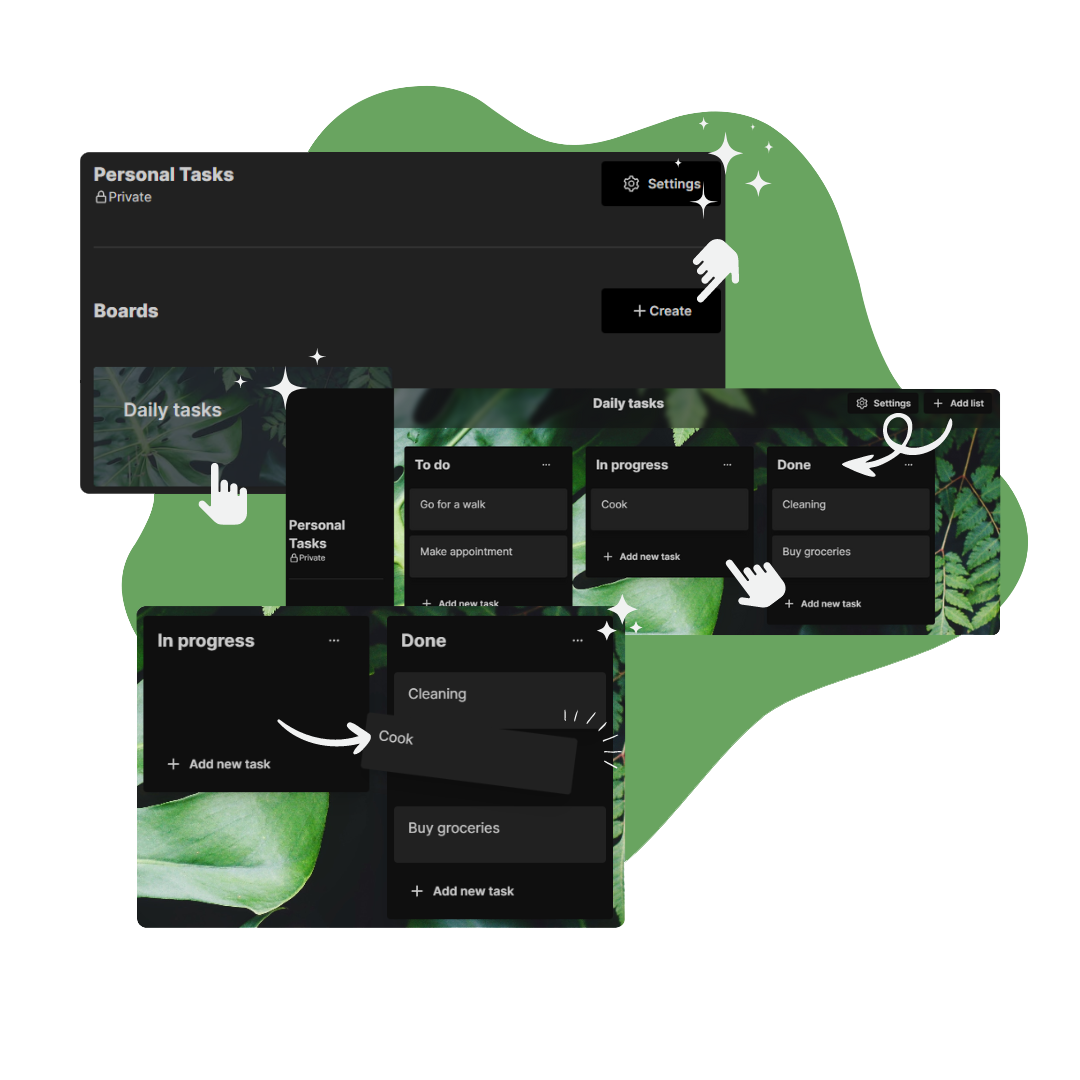 Personal Tasks
Private
Settings
Boards
Create
Daily tasks
Daily tasks
Settings
Add list
Personal
Tasks
Private
To do
Go for a walk
Make appointment
Add new task
In progress
Cook
Add new task
Done
Cleaning
Buy groceries
Add new task
In progress
Add new task
Done
Cleaning
Cook
Buy groceries
Add new task